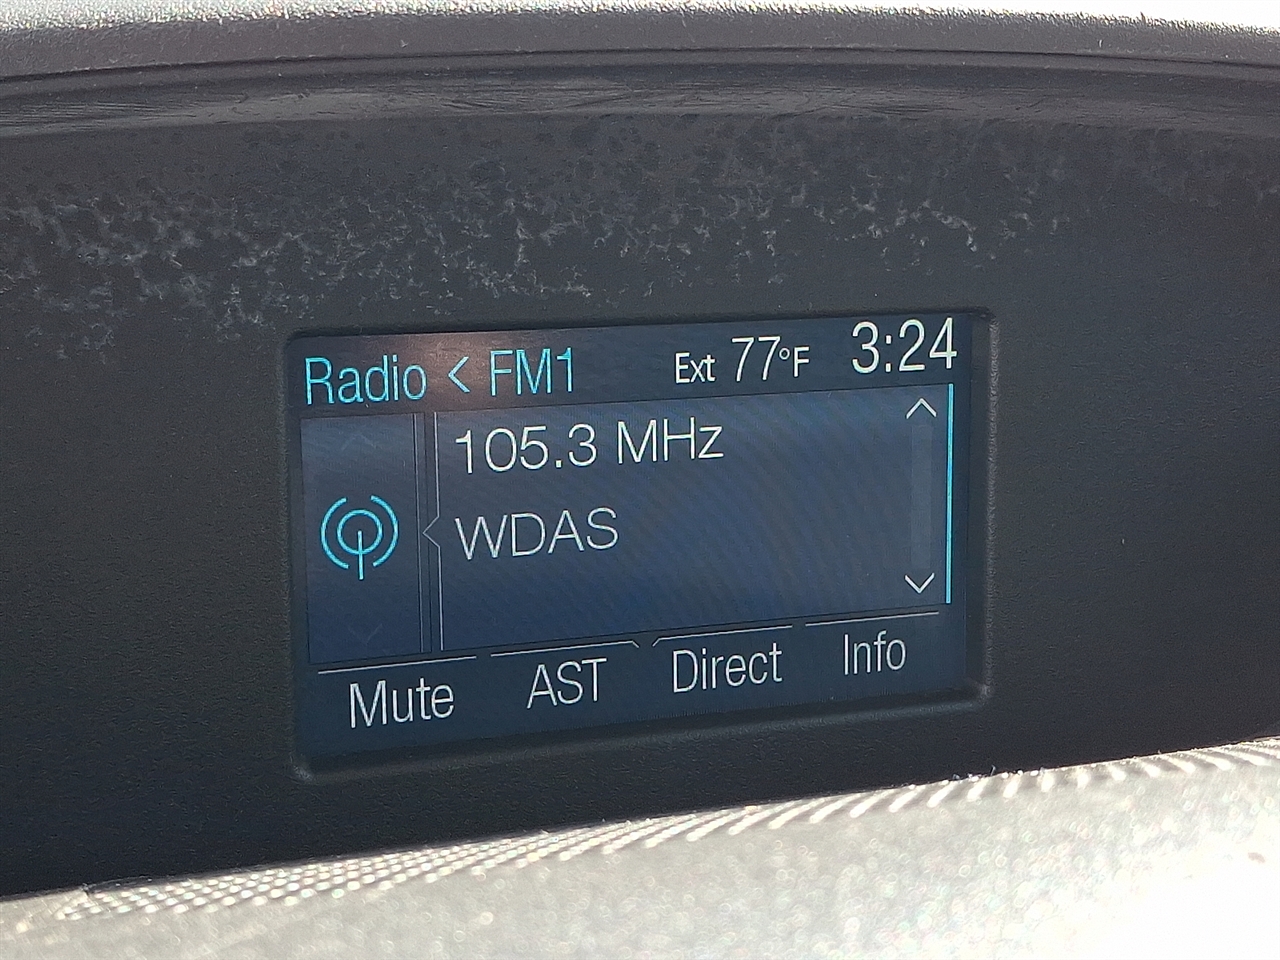 Radio < FM1 Ext 77°F 3:24
105.3 MHz
WDAS
Mute AST Direct Info